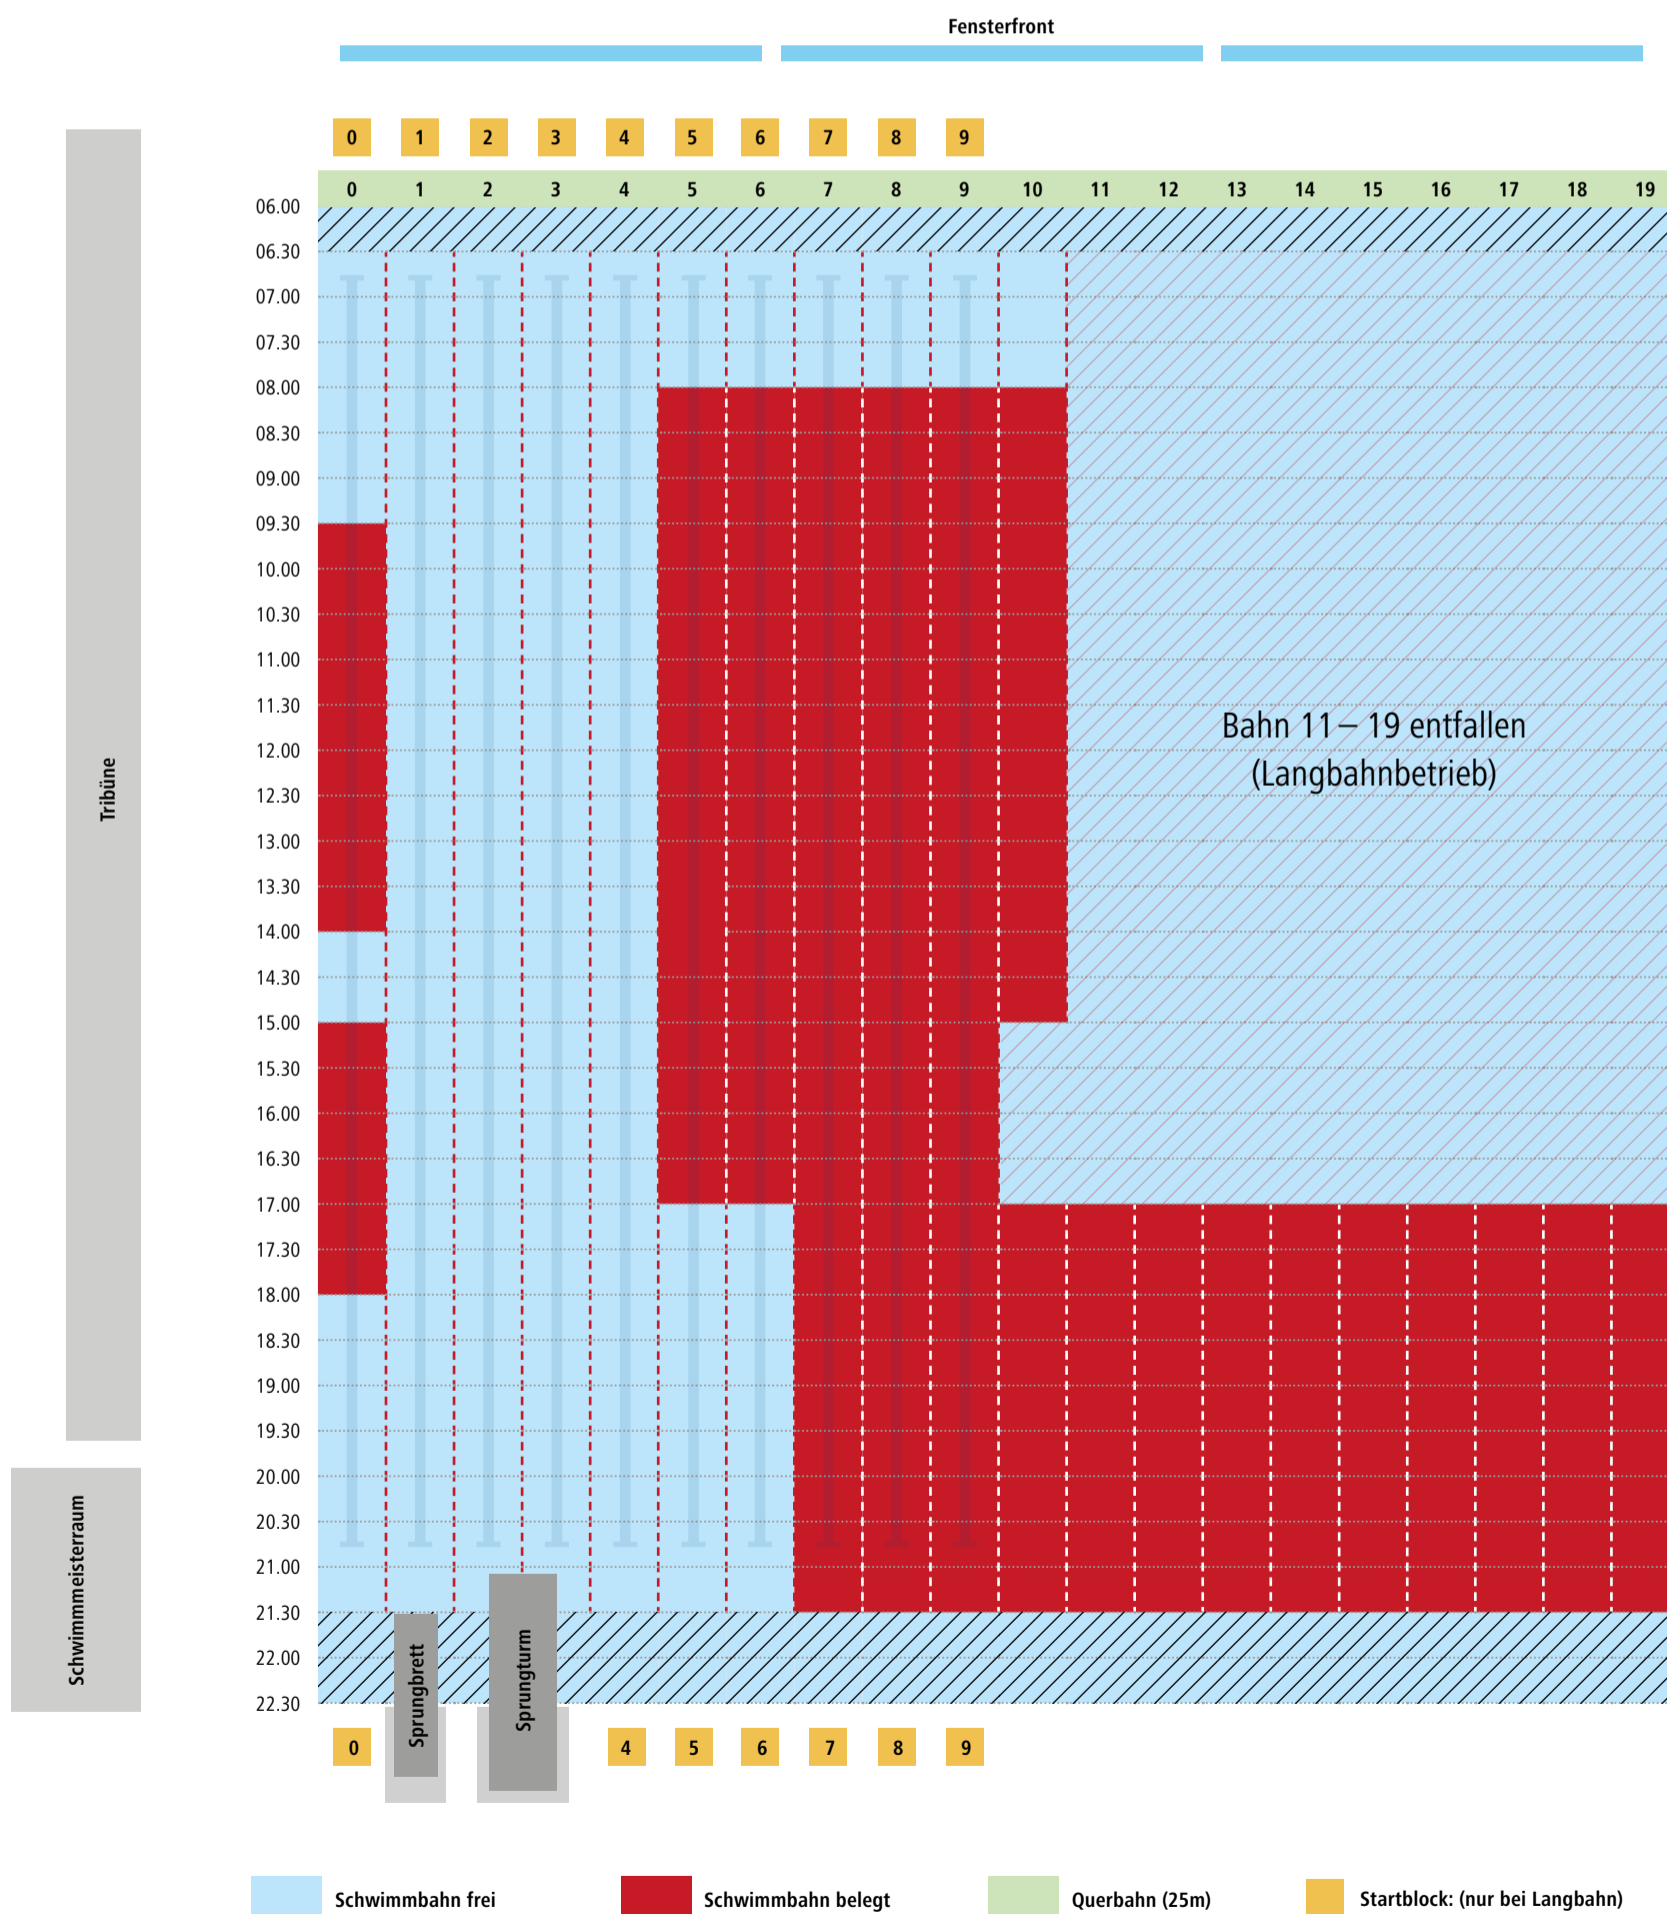 Fensterfront
0 1 2 3 4 5 6 7 8 9
0 1 2 3 4 5 6 7 8 9 10 11 12 13 14 15 16 17 18 19
06.00
06.30
07.00
07.30
08.00
08.30
09.00
09.30
10.00
10.30
11.00
11.30
12.00
12.30
13.00
13.30
14.00
14.30
15.00
15.30
16.00
16.30
17.00
17.30
18.00
18.30
19.00
19.30
20.00
20.30
21.00
21.30
22.00
22.30
Tribüne
Schwimmeisterraum
Bahn 11 – 19 entfallen
(Langbahnbetrieb)
Sprungbrett
Sprungturm
0 4 5 6 7 8 9
Schwimmbahn frei
Schwimmbahn belegt
Querbahn (25m)
Startblock: (nur bei Langbahn)